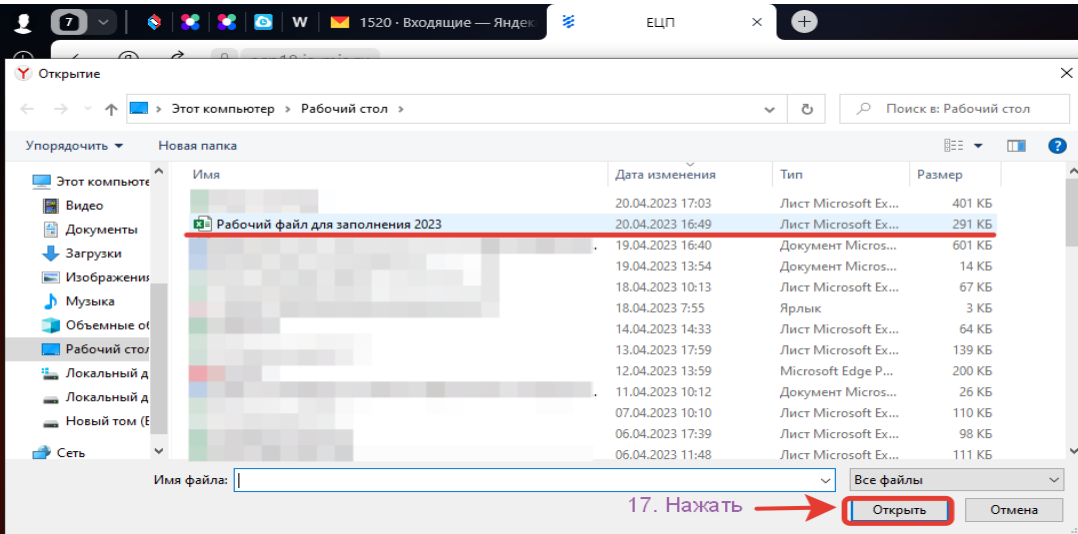 7 W 1520 · Входящие — Яндек ЕЦП
Открытие
Этот компьютер Рабочий стол Поиск в: Рабочий стол
Упорядочить Новая папка
Имя Дата изменения Тип Размер
Этот компьюте
Видео
Документы
Загрузки
Изображения
Музыка
Объемные об
Рабочий стол
Локальный д
Локальный д
Новый том (E
Сеть
20.04.2023 17:03 Лист Microsoft Ex... 401 КБ
Рабочий файл для заполнения 2023 20.04.2023 16:49 Лист Microsoft Ex... 291 КБ
19.04.2023 16:40 Документ Micros... 601 КБ
19.04.2023 13:54 Документ Micros... 14 КБ
18.04.2023 10:13 Лист Microsoft Ex... 67 КБ
18.04.2023 7:55 Ярлык 3 КБ
14.04.2023 14:33 Лист Microsoft Ex... 64 КБ
13.04.2023 17:59 Лист Microsoft Ex... 139 КБ
12.04.2023 13:59 Microsoft Edge P... 200 КБ
11.04.2023 10:12 Документ Micros... 26 КБ
07.04.2023 10:10 Лист Microsoft Ex... 110 КБ
06.04.2023 17:39 Лист Microsoft Ex... 98 КБ
06.04.2023 11:48 Лист Microsoft Ex... 111 КБ
Имя файла: Все файлы
17. Нажать Открыть Отмена